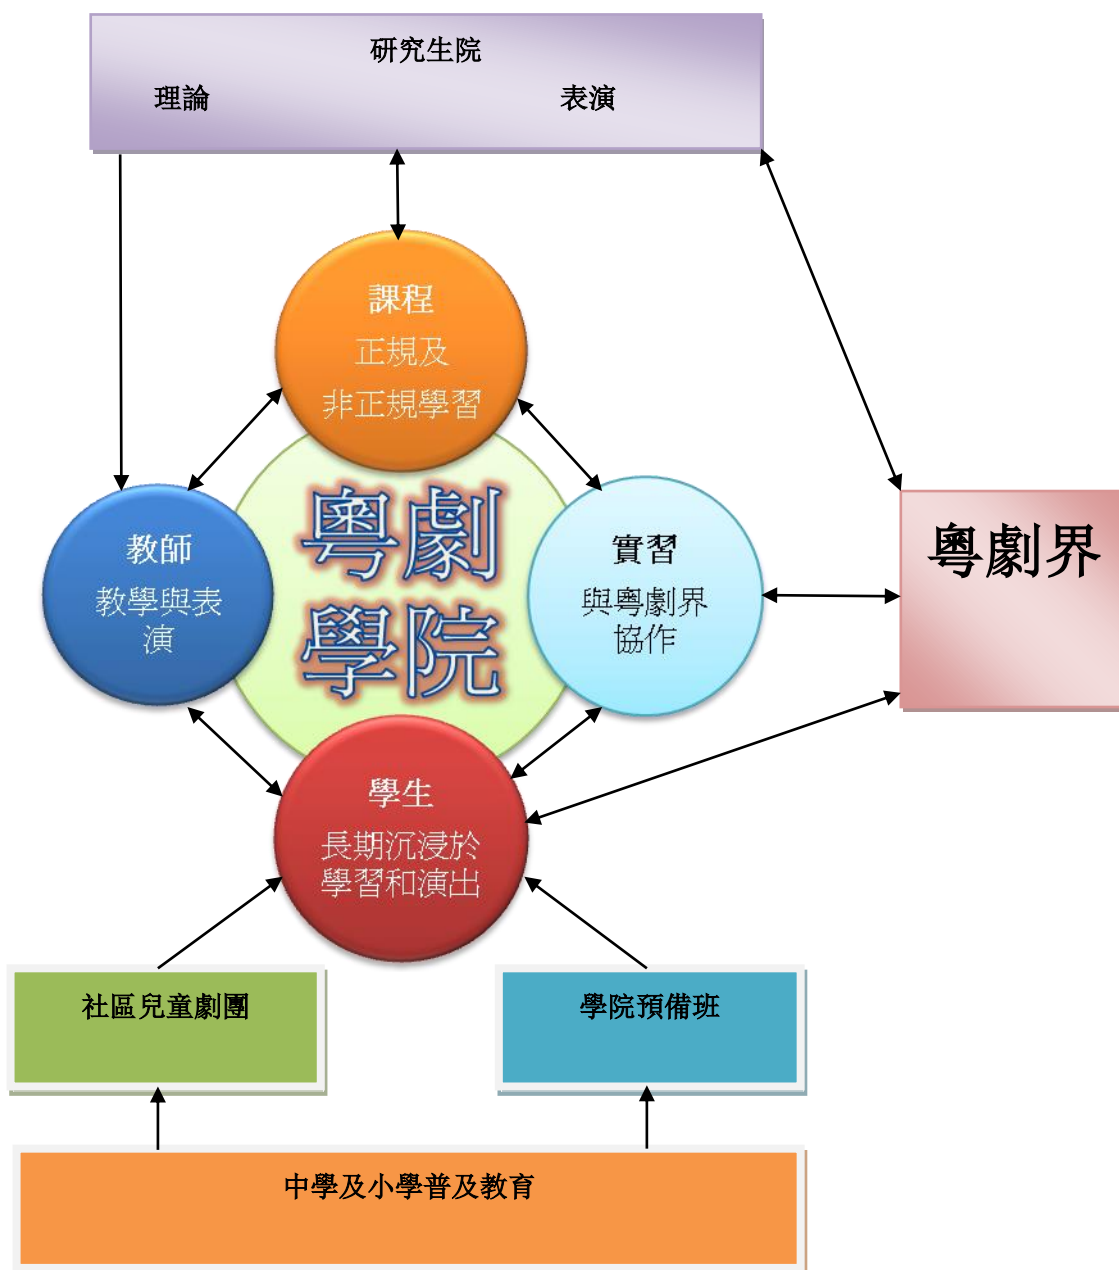 研究生院
理論 表演
課程
正規及
非正規學習
粵劇
學院
教師
教學與表
演
實習
與粵劇界
協作
粵劇界
學生
長期沉浸於
學習和演出
社區兒童劇團
學院預備班
中學及小學普及教育